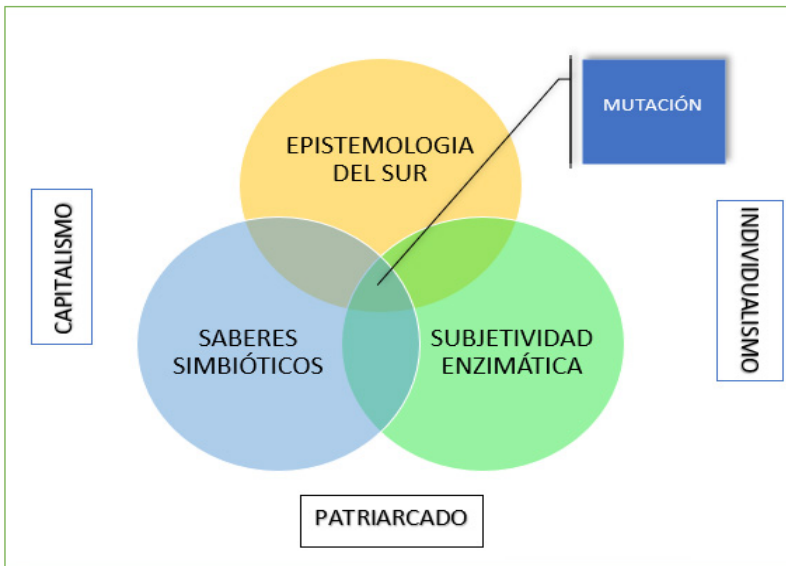 MUTACIÓN
EPISTEMOLOGIA
DEL SUR
CAPITALISMO
INDIVIDUALISMO
SABERES
SIMBIÓTICOS
SUBJETIVIDAD
ENZIMÁTICA
PATRIARCADO